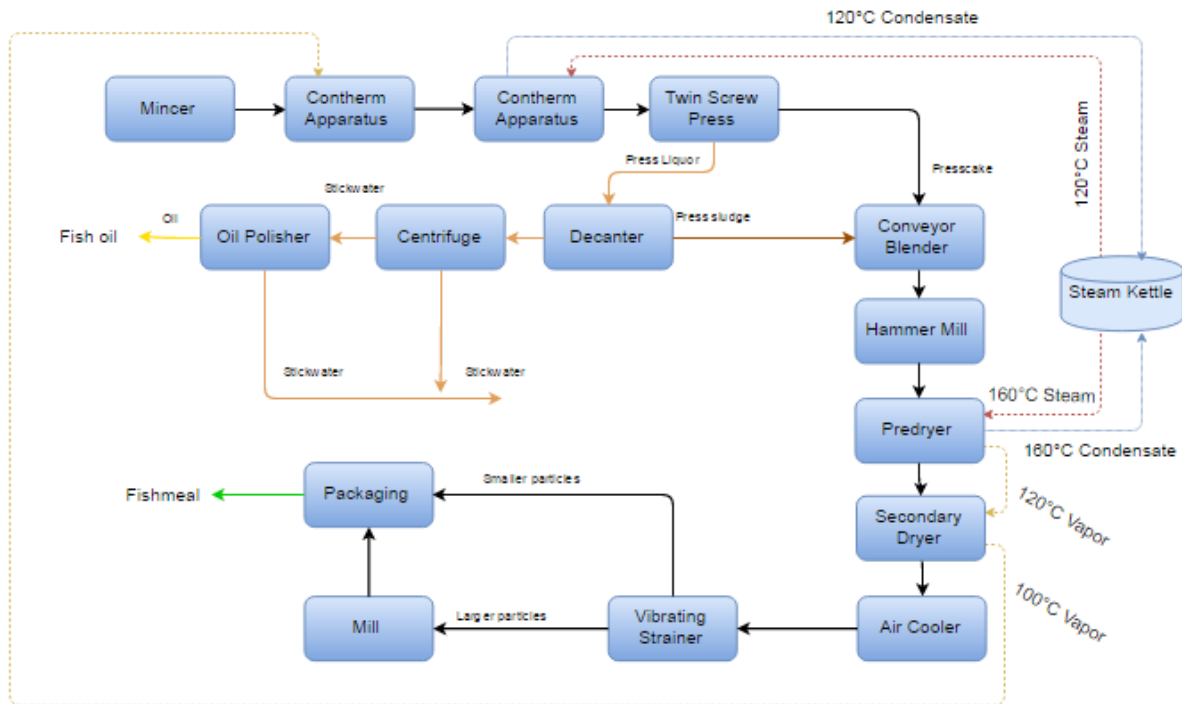 120°C Condensate
Mincer
Contherm
Apparatus
Contherm
Apparatus
Twin Screw
Press
120°C Steam
Press Liquor
Presscake
Stickwater
Fish oil
Oil
Oil Polisher
Centrifuge
Decanter
Press sludge
Conveyor
Blender
Steam Kettle
Hammer Mill
Stickwater
Stickwater
160°C Steam
Predryer
160°C Condensate
Fishmeal
Packaging
Smaller particles
Secondary
Dryer
120°C Vapor
100°C Vapor
Mill
Larger particles
Vibrating
Strainer
Air Cooler